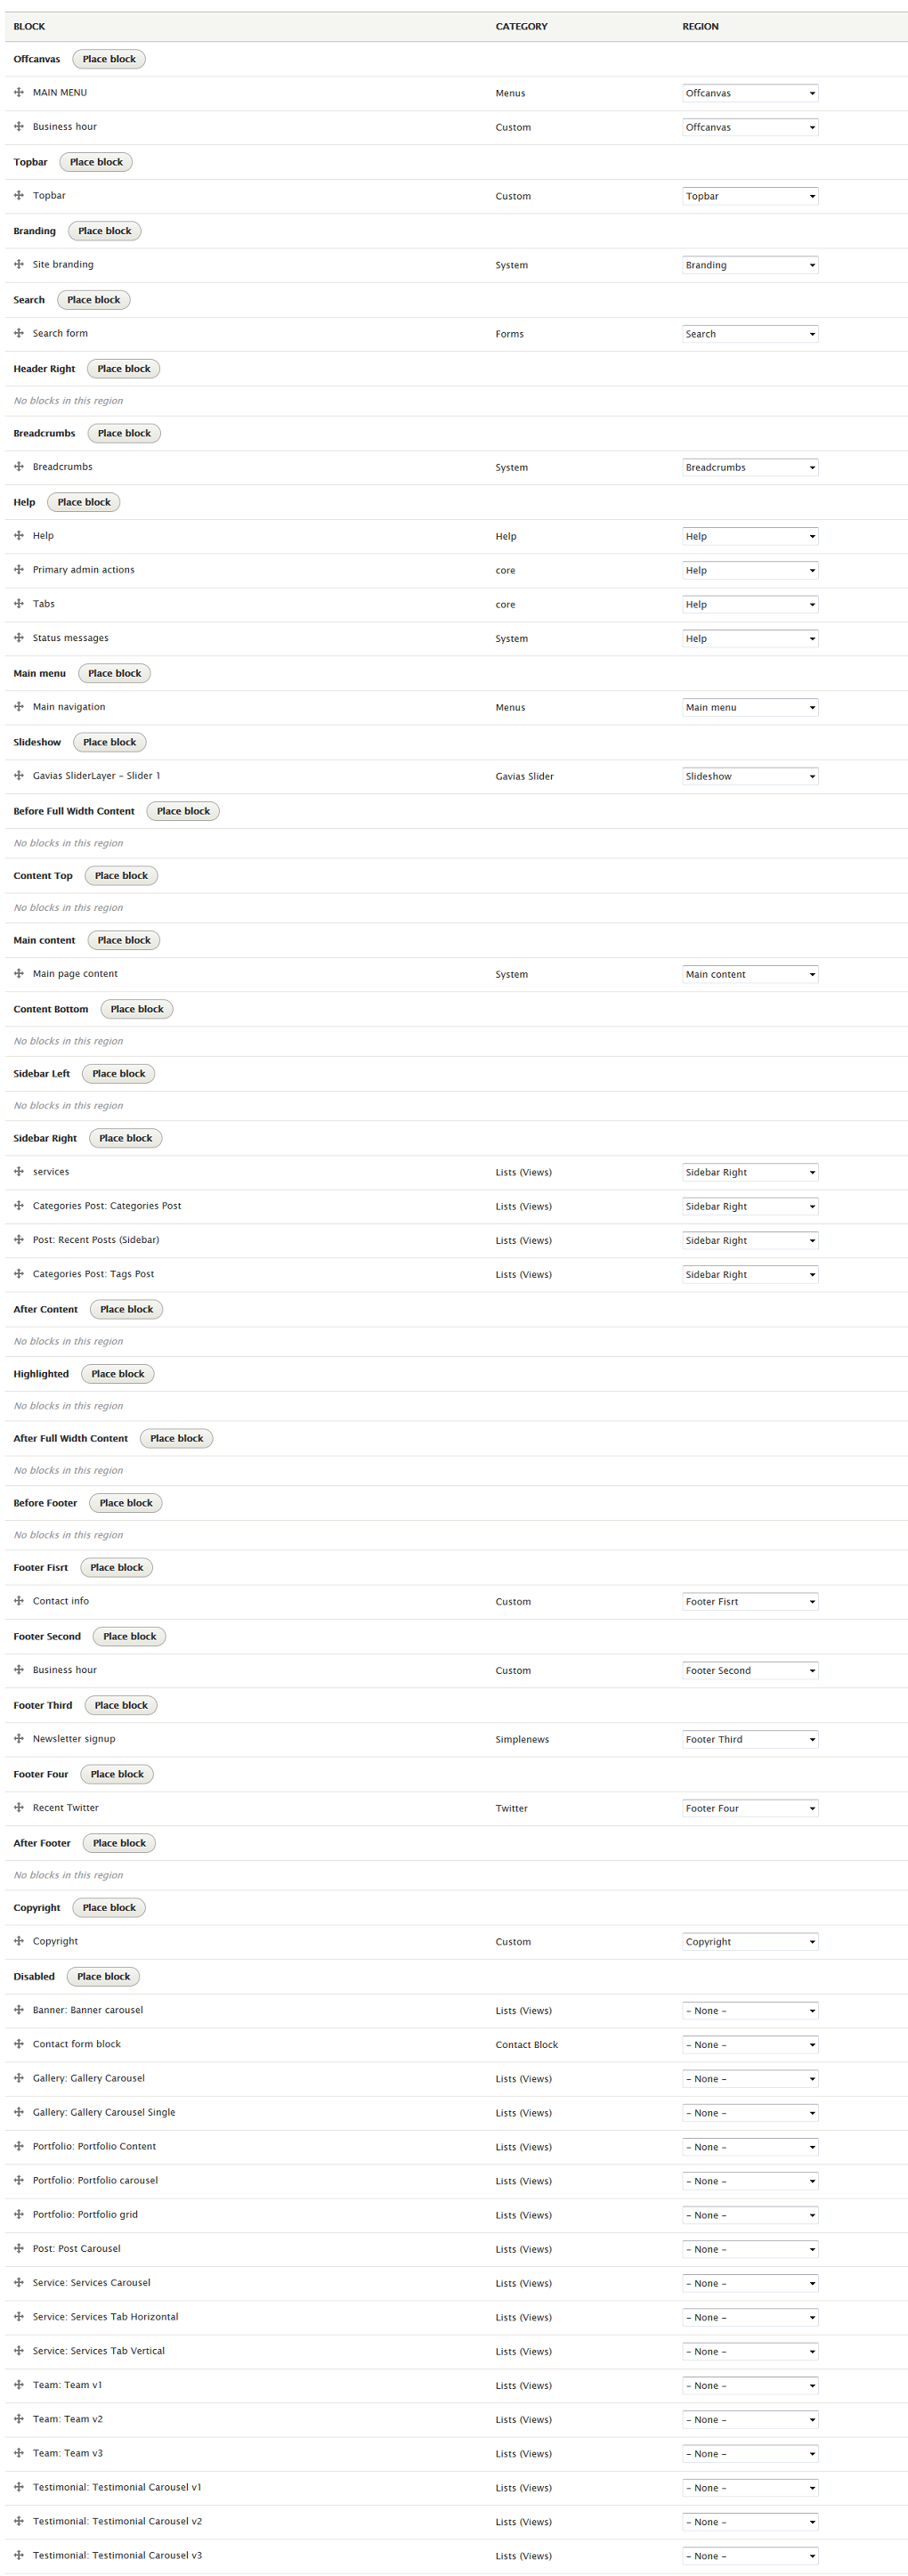 BLOCK CATEGORY REGION
Offcanvas Place block
MAIN MENU Menus Offcanvas
Business hour Custom Offcanvas
Topbar Place block
Topbar Custom Topbar
Branding Place block
Site branding System Branding
Search Place block
Search form Forms Search
Header Right Place block
No blocks in this region
Breadcrumbs Place block
Breadcrumbs System Breadcrumbs
Help Place block
Help Help Help
Primary admin actions core Help
Tabs core Help
Status messages System Help
Main menu Place block
Main navigation Menus Main menu
Slideshow Place block
Gavias SliderLayer - Slider 1 Gavias Slider Slideshow
Before Full Width Content Place block
No blocks in this region
Content Top Place block
No blocks in this region
Main content Place block
Main page content System Main content
Content Bottom Place block
No blocks in this region
Sidebar Left Place block
No blocks in this region
Sidebar Right Place block
services Lists (Views) Sidebar Right
Categories Post: Categories Post Lists (Views) Sidebar Right
Post: Recent Posts (Sidebar) Lists (Views) Sidebar Right
Categories Post: Tags Post Lists (Views) Sidebar Right
After Content Place block
No blocks in this region
Highlighted Place block
No blocks in this region
After Full Width Content Place block
No blocks in this region
Before Footer Place block
No blocks in this region
Footer Fisrt Place block
Contact info Custom Footer Fisrt
Footer Second Place block
Business hour Custom Footer Second
Footer Third Place block
Newsletter signup Simplenews Footer Third
Footer Four Place block
Recent Twitter Twitter Footer Four
After Footer Place block
No blocks in this region
Copyright Place block
Copyright Custom Copyright
Disabled Place block
Banner: Banner carousel Lists (Views) - None -
Contact form block Contact Block - None -
Gallery: Gallery Carousel Lists (Views) - None -
Gallery: Gallery Carousel Single Lists (Views) - None -
Portfolio: Portfolio Content Lists (Views) - None -
Portfolio: Portfolio carousel Lists (Views) - None -
Portfolio: Portfolio grid Lists (Views) - None -
Post: Post Carousel Lists (Views) - None -
Service: Services Carousel Lists (Views) - None -
Service: Services Tab Horizontal Lists (Views) - None -
Service: Services Tab Vertical Lists (Views) - None -
Team: Team v1 Lists (Views) - None -
Team: Team v2 Lists (Views) - None -
Team: Team v3 Lists (Views) - None -
Testimonial: Testimonial Carousel v1 Lists (Views) - None -
Testimonial: Testimonial Carousel v2 Lists (Views) - None -
Testimonial: Testimonial Carousel v3 Lists (Views) - None -